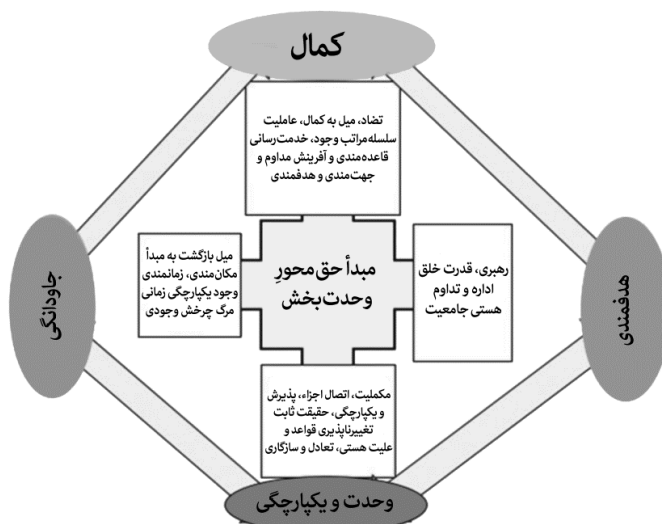 کمال
تضاد، میل به کمال، عاملیت
سلسله‌مراتب وجود، خدمت‌رسانی
قاعده‌مندی و آفرینش مداوم و
جهت‌مندی و هدفمندی
هدفمندی
رهبری، قدرت خلق
اداره و تداوم
هستی جامعیت
مبدأ حق‌محورِ
وحدت‌بخش
میل بازگشت به مبدأ
مکان‌مندی، زمانمندی
وجود یکپارچگی زمانی
مرگ چرخش وجودی
جاودانگی
مکملیت، اتصال اجزاء، پذیرش
و یکپارچگی، حقیقت ثابت
تغییرناپذیری قواعد و
علیت هستی، تعادل و سازگاری
وحدت و یکپارچگی